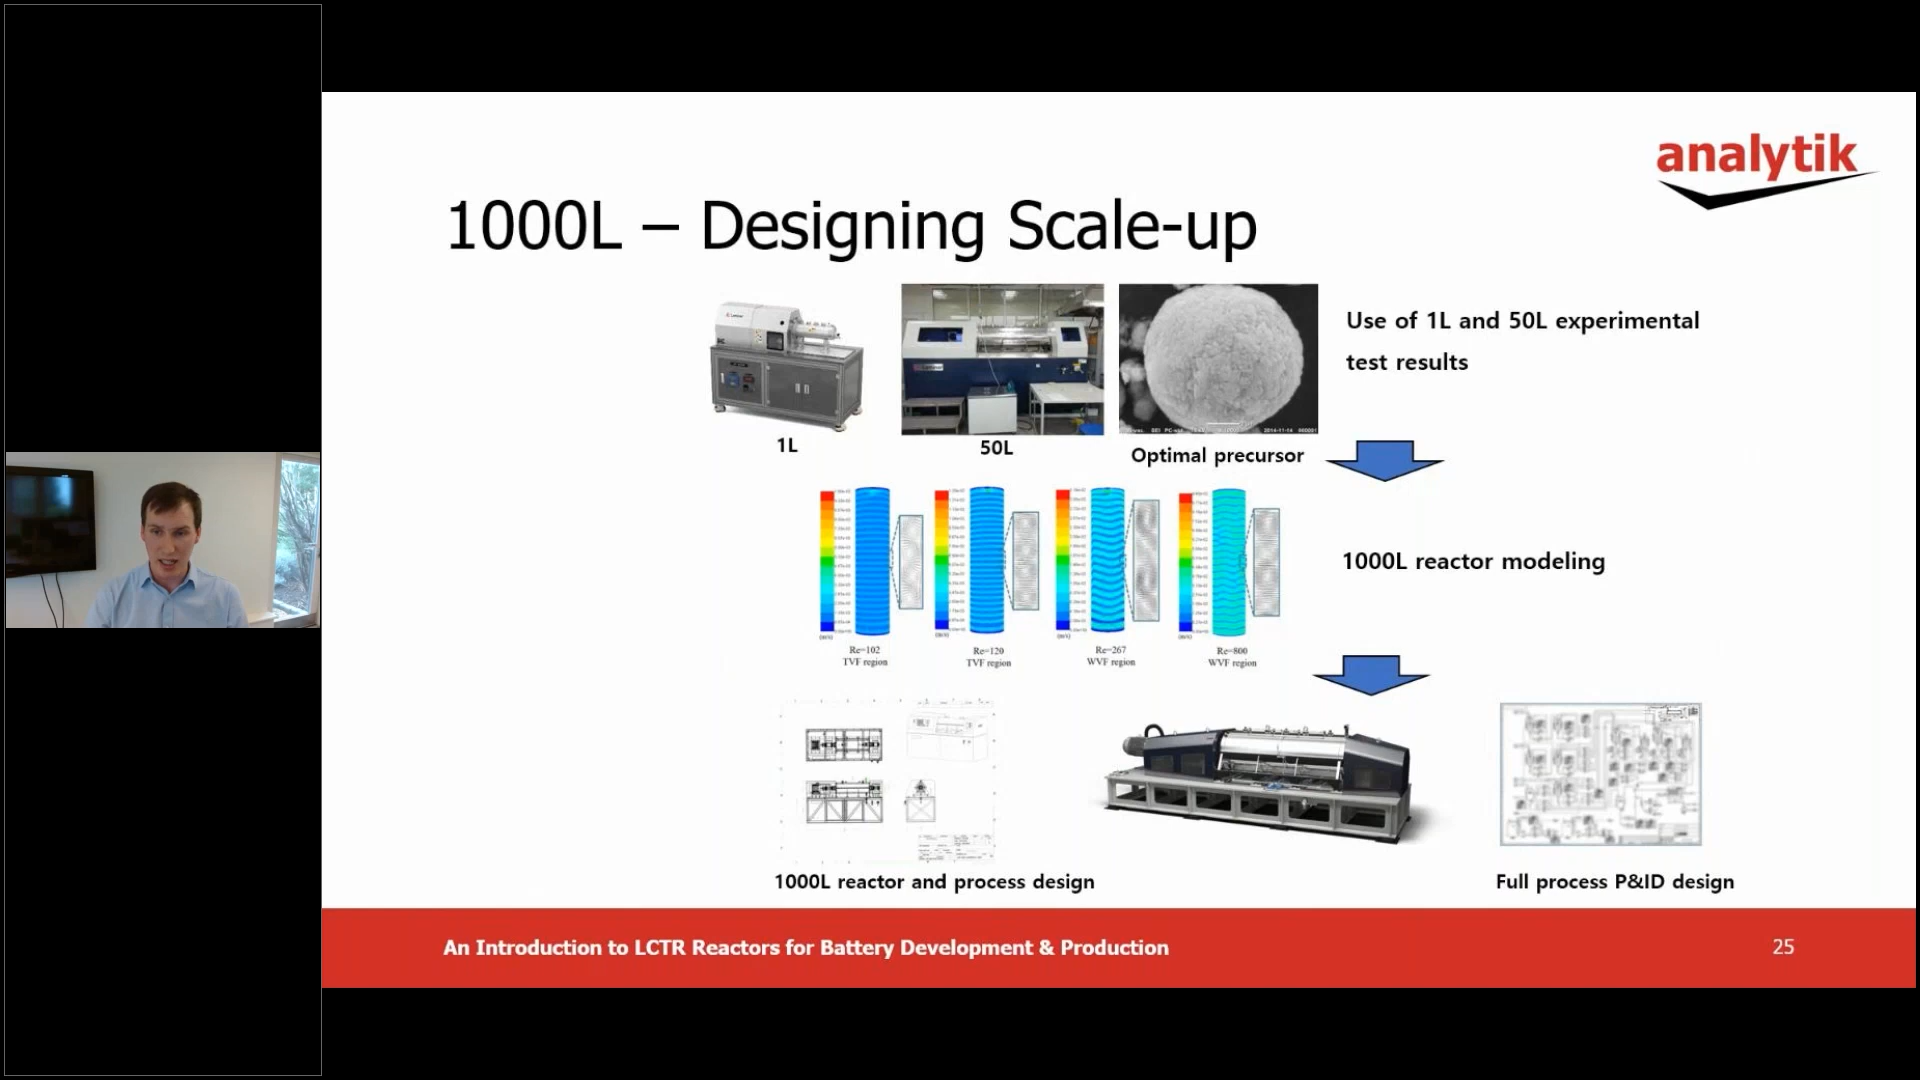 analytik
1000L – Designing Scale-up
Use of 1L and 50L experimental
test results
1L
50L
Optimal precursor
1000L reactor modeling
Re=102
TVF region
Re=120
TVF region
Re=267
WVF region
Re=800
WVF region
1000L reactor and process design
Full process P&ID design
An Introduction to LCTR Reactors for Battery Development & Production
25